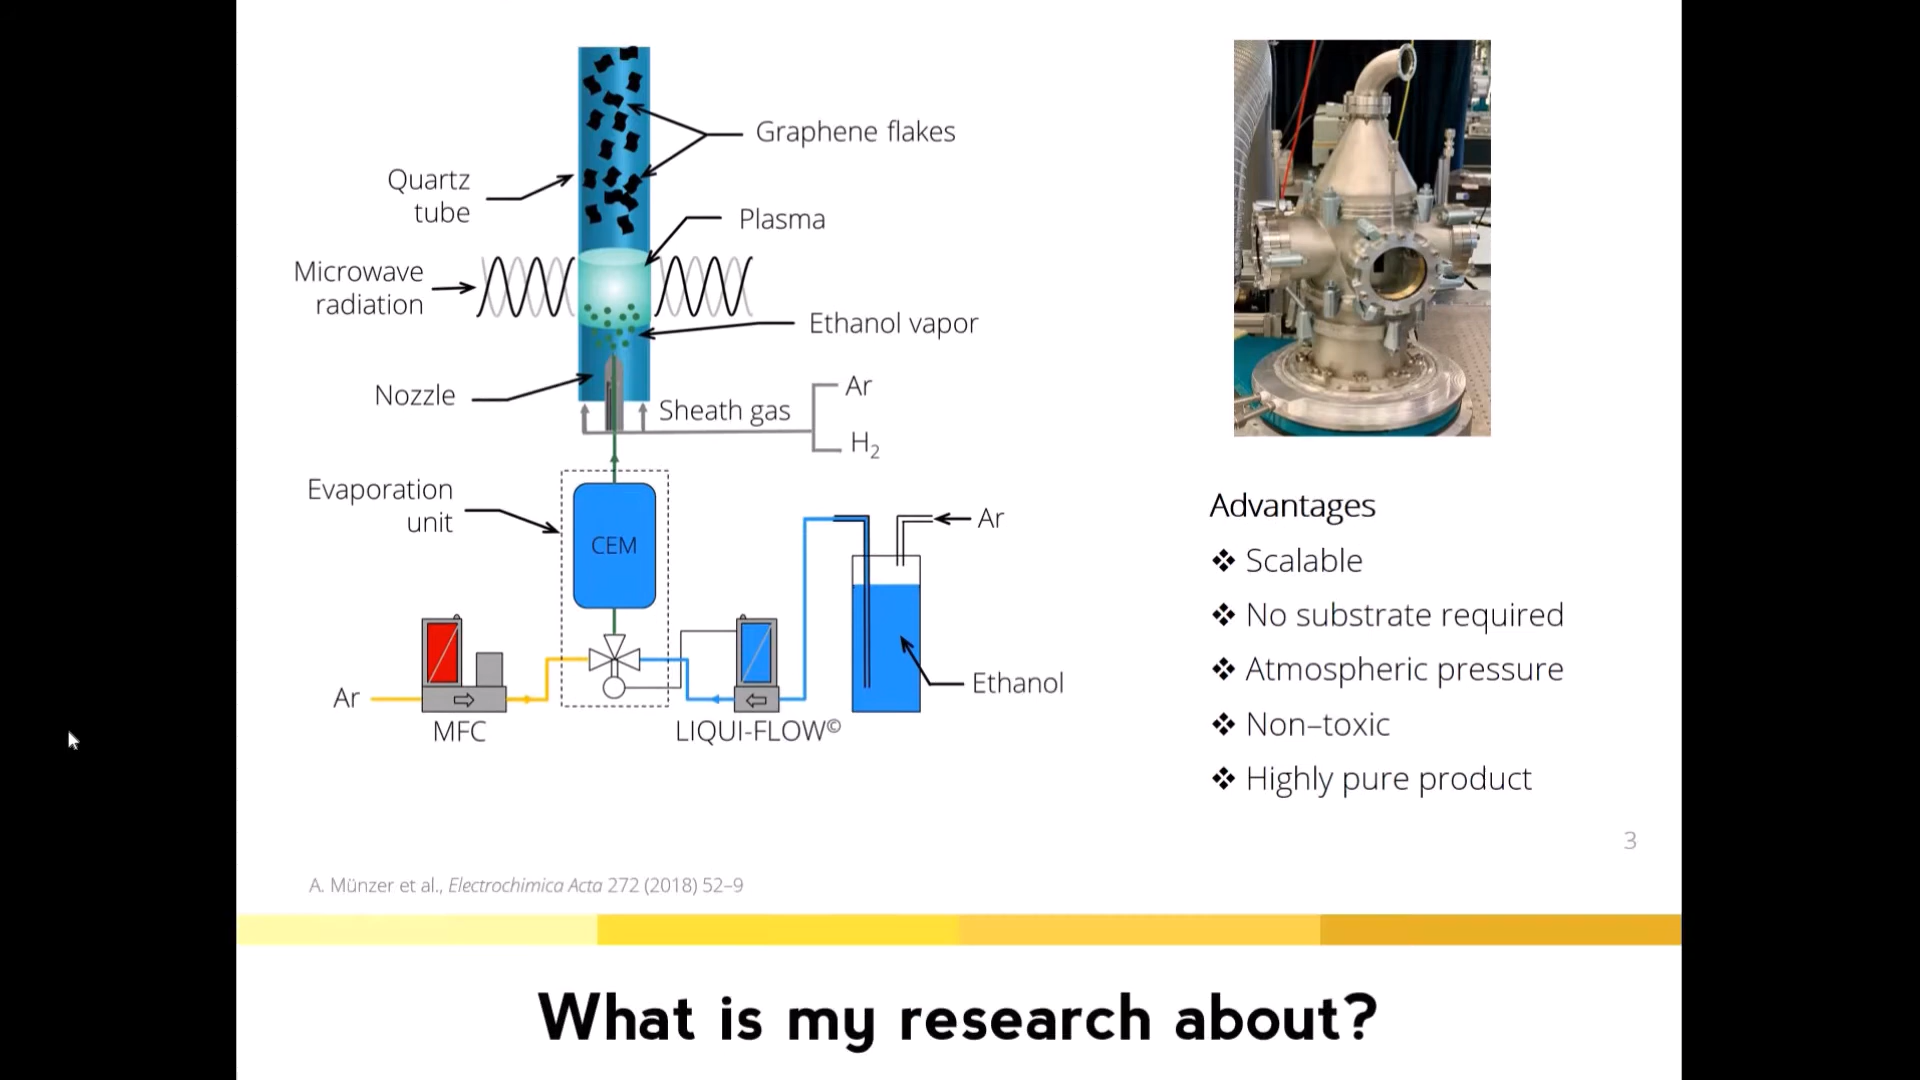 Graphene flakes
Quartz
tube
Plasma
Microwave
radiation
Ethanol vapor
Nozzle
Sheath gas
Ar
H₂
Evaporation
unit
CEM
Ar
Ethanol
Ar
MFC
LIQUI-FLOW©
Advantages
❖ Scalable
❖ No substrate required
❖ Atmospheric pressure
❖ Non–toxic
❖ Highly pure product
3
A. Münzer et al., Electrochimica Acta 272 (2018) 52–9
What is my research about?